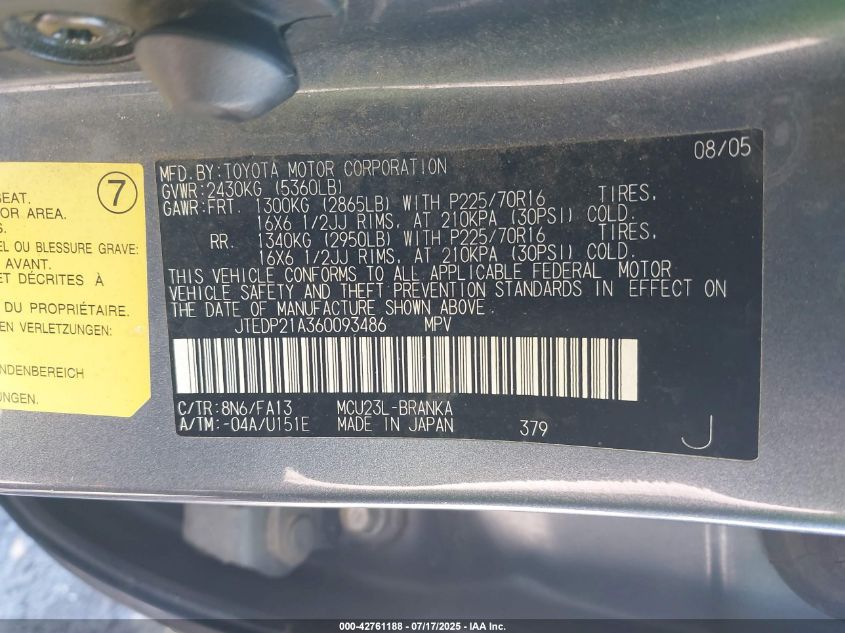 ⑦
SEAT.
OR AREA.
EL OU BLESSURE GRAVE:
AVANT.
ET DÉCRITES À
DU PROPRIÉTAIRE.
EN VERLETZUNGEN:
NDENBEREICH
UNGEN.
08/05
MFD.BY:TOYOTA MOTOR CORPORATION
GVWR:2430KG (5360LB)
GAWR:FRT. 1300KG (2865LB) WITH P225/70R16 TIRES,
16X6 1/2JJ RIMS, AT 210KPA (30PSI) COLD.
RR. 1340KG (2950LB) WITH P225/70R16 TIRES,
16X6 1/2JJ RIMS, AT 210KPA (30PSI) COLD.
THIS VEHICLE CONFORMS TO ALL APPLICABLE FEDERAL MOTOR
VEHICLE SAFETY AND THEFT PREVENTION STANDARDS IN EFFECT ON
THE DATE OF MANUFACTURE SHOWN ABOVE.
JTEDP21A360093486 MPV
C/TR:8N6/FA13 MCU23L-BRANKA
A/TM:-04A/U151E MADE IN JAPAN 379 J
000-42761188 - 07/17/2025 - IAA Inc.